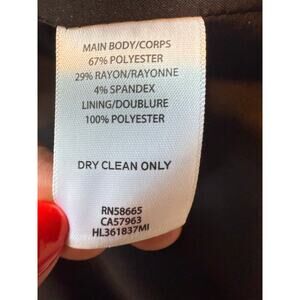 MAIN BODY/CORPS
67% POLYESTER
29% RAYON/RAYONNE
4% SPANDEX
LINING/DOUBLURE
100% POLYESTER
DRY CLEAN ONLY
RN58665
CA57963
HL361837MI